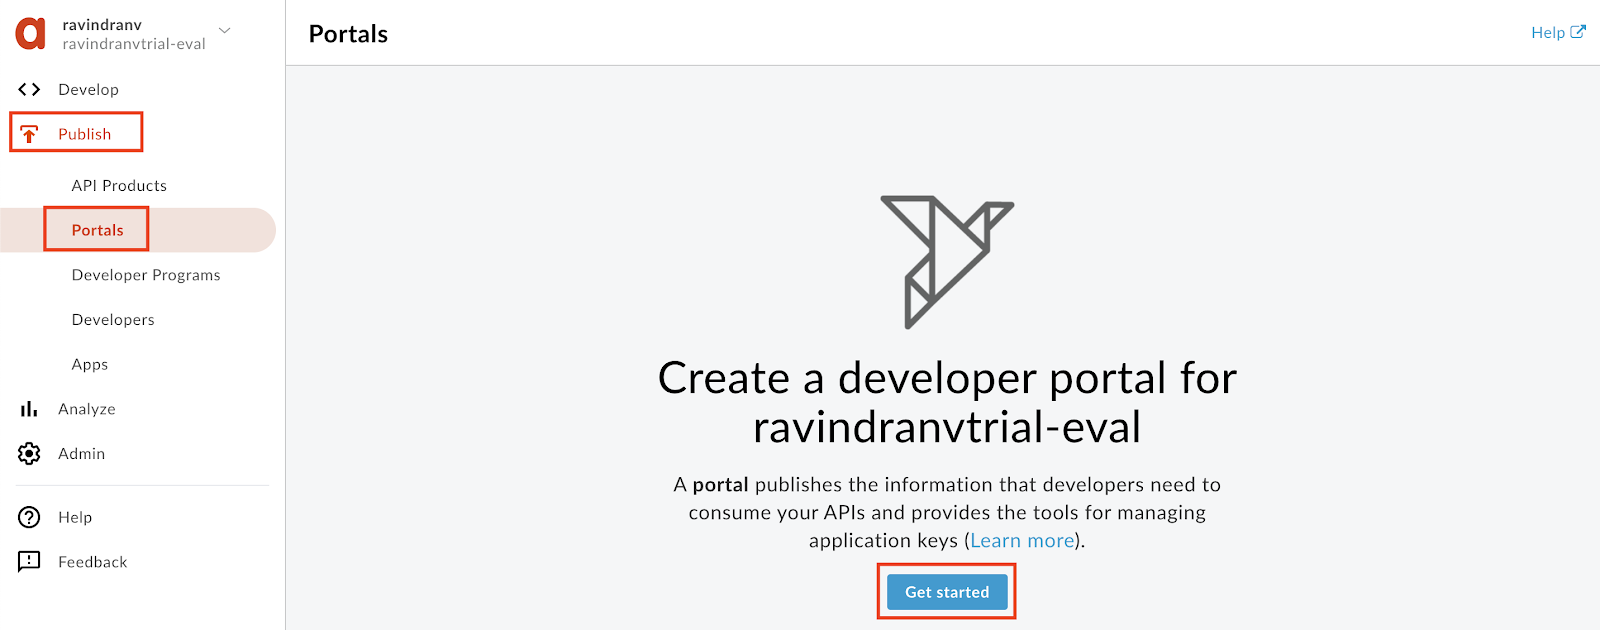 ravindranv
ravindranvtrial-eval
Develop
Publish
API Products
Portals
Developer Programs
Developers
Apps
Analyze
Admin
Help
Feedback
Portals
Help
Create a developer portal for
ravindranvtrial-eval
A portal publishes the information that developers need to
consume your APIs and provides the tools for managing
application keys (Learn more).
Get started